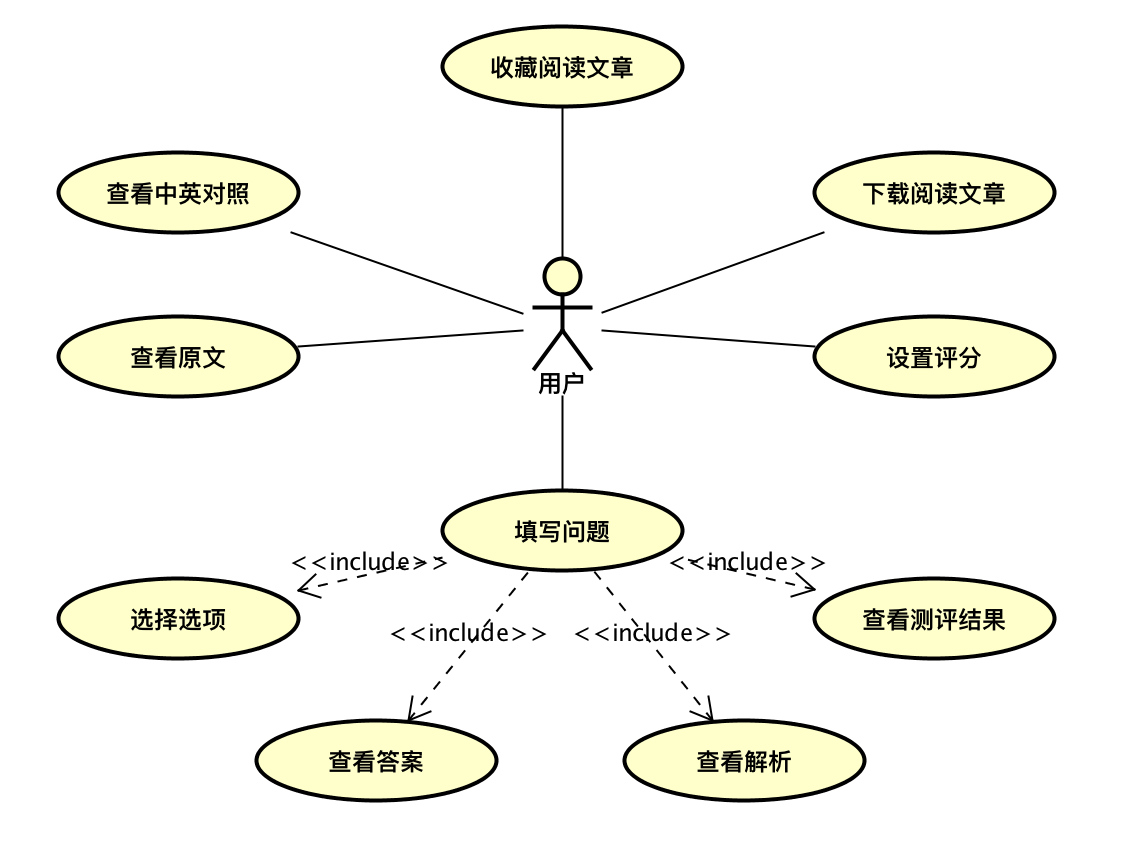 收藏阅读文章
查看中英对照
下载阅读文章
查看原文
设置评分
用户
填写问题
<<include>>
<<include>>
选择选项
查看测评结果
<<include>>
<<include>>
查看答案
查看解析